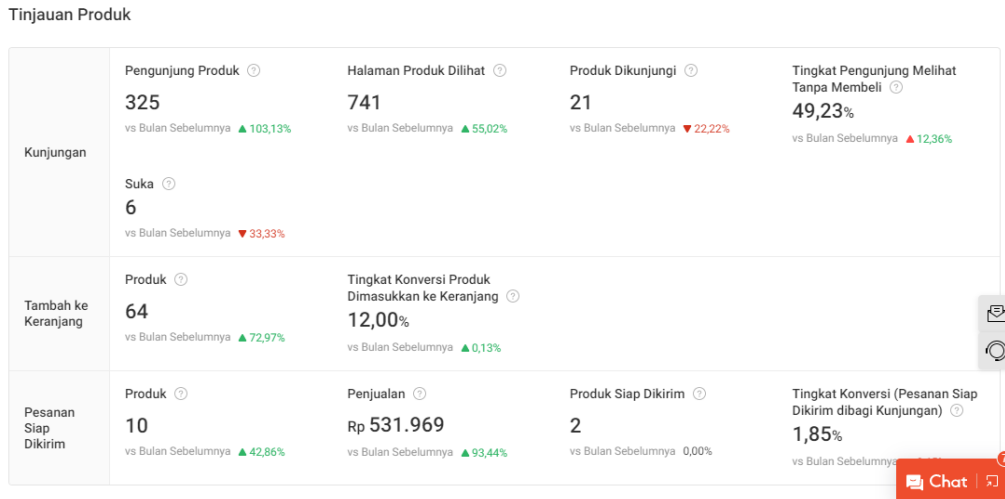 Tinjauan Produk
Kunjungan
Pengunjung Produk
325
vs Bulan Sebelumnya 103,13%
Halaman Produk Dilihat
741
vs Bulan Sebelumnya 55,02%
Produk Dikunjungi
21
vs Bulan Sebelumnya 22,22%
Tingkat Pengunjung Melihat
Tanpa Membeli
49,23%
vs Bulan Sebelumnya 12,36%
Suka
6
vs Bulan Sebelumnya 33,33%
Tambah ke
Keranjang
Produk
64
vs Bulan Sebelumnya 72,97%
Tingkat Konversi Produk
Dimasukkan ke Keranjang
12,00%
vs Bulan Sebelumnya 0,13%
Pesanan
Siap
Dikirim
Produk
10
vs Bulan Sebelumnya 42,86%
Penjualan
Rp 531.969
vs Bulan Sebelumnya 93,44%
Produk Siap Dikirim
2
vs Bulan Sebelumnya 0,00%
Tingkat Konversi (Pesanan Siap
Dikirim dibagi Kunjungan)
1,85%
vs Bulan Sebelumnya
Chat